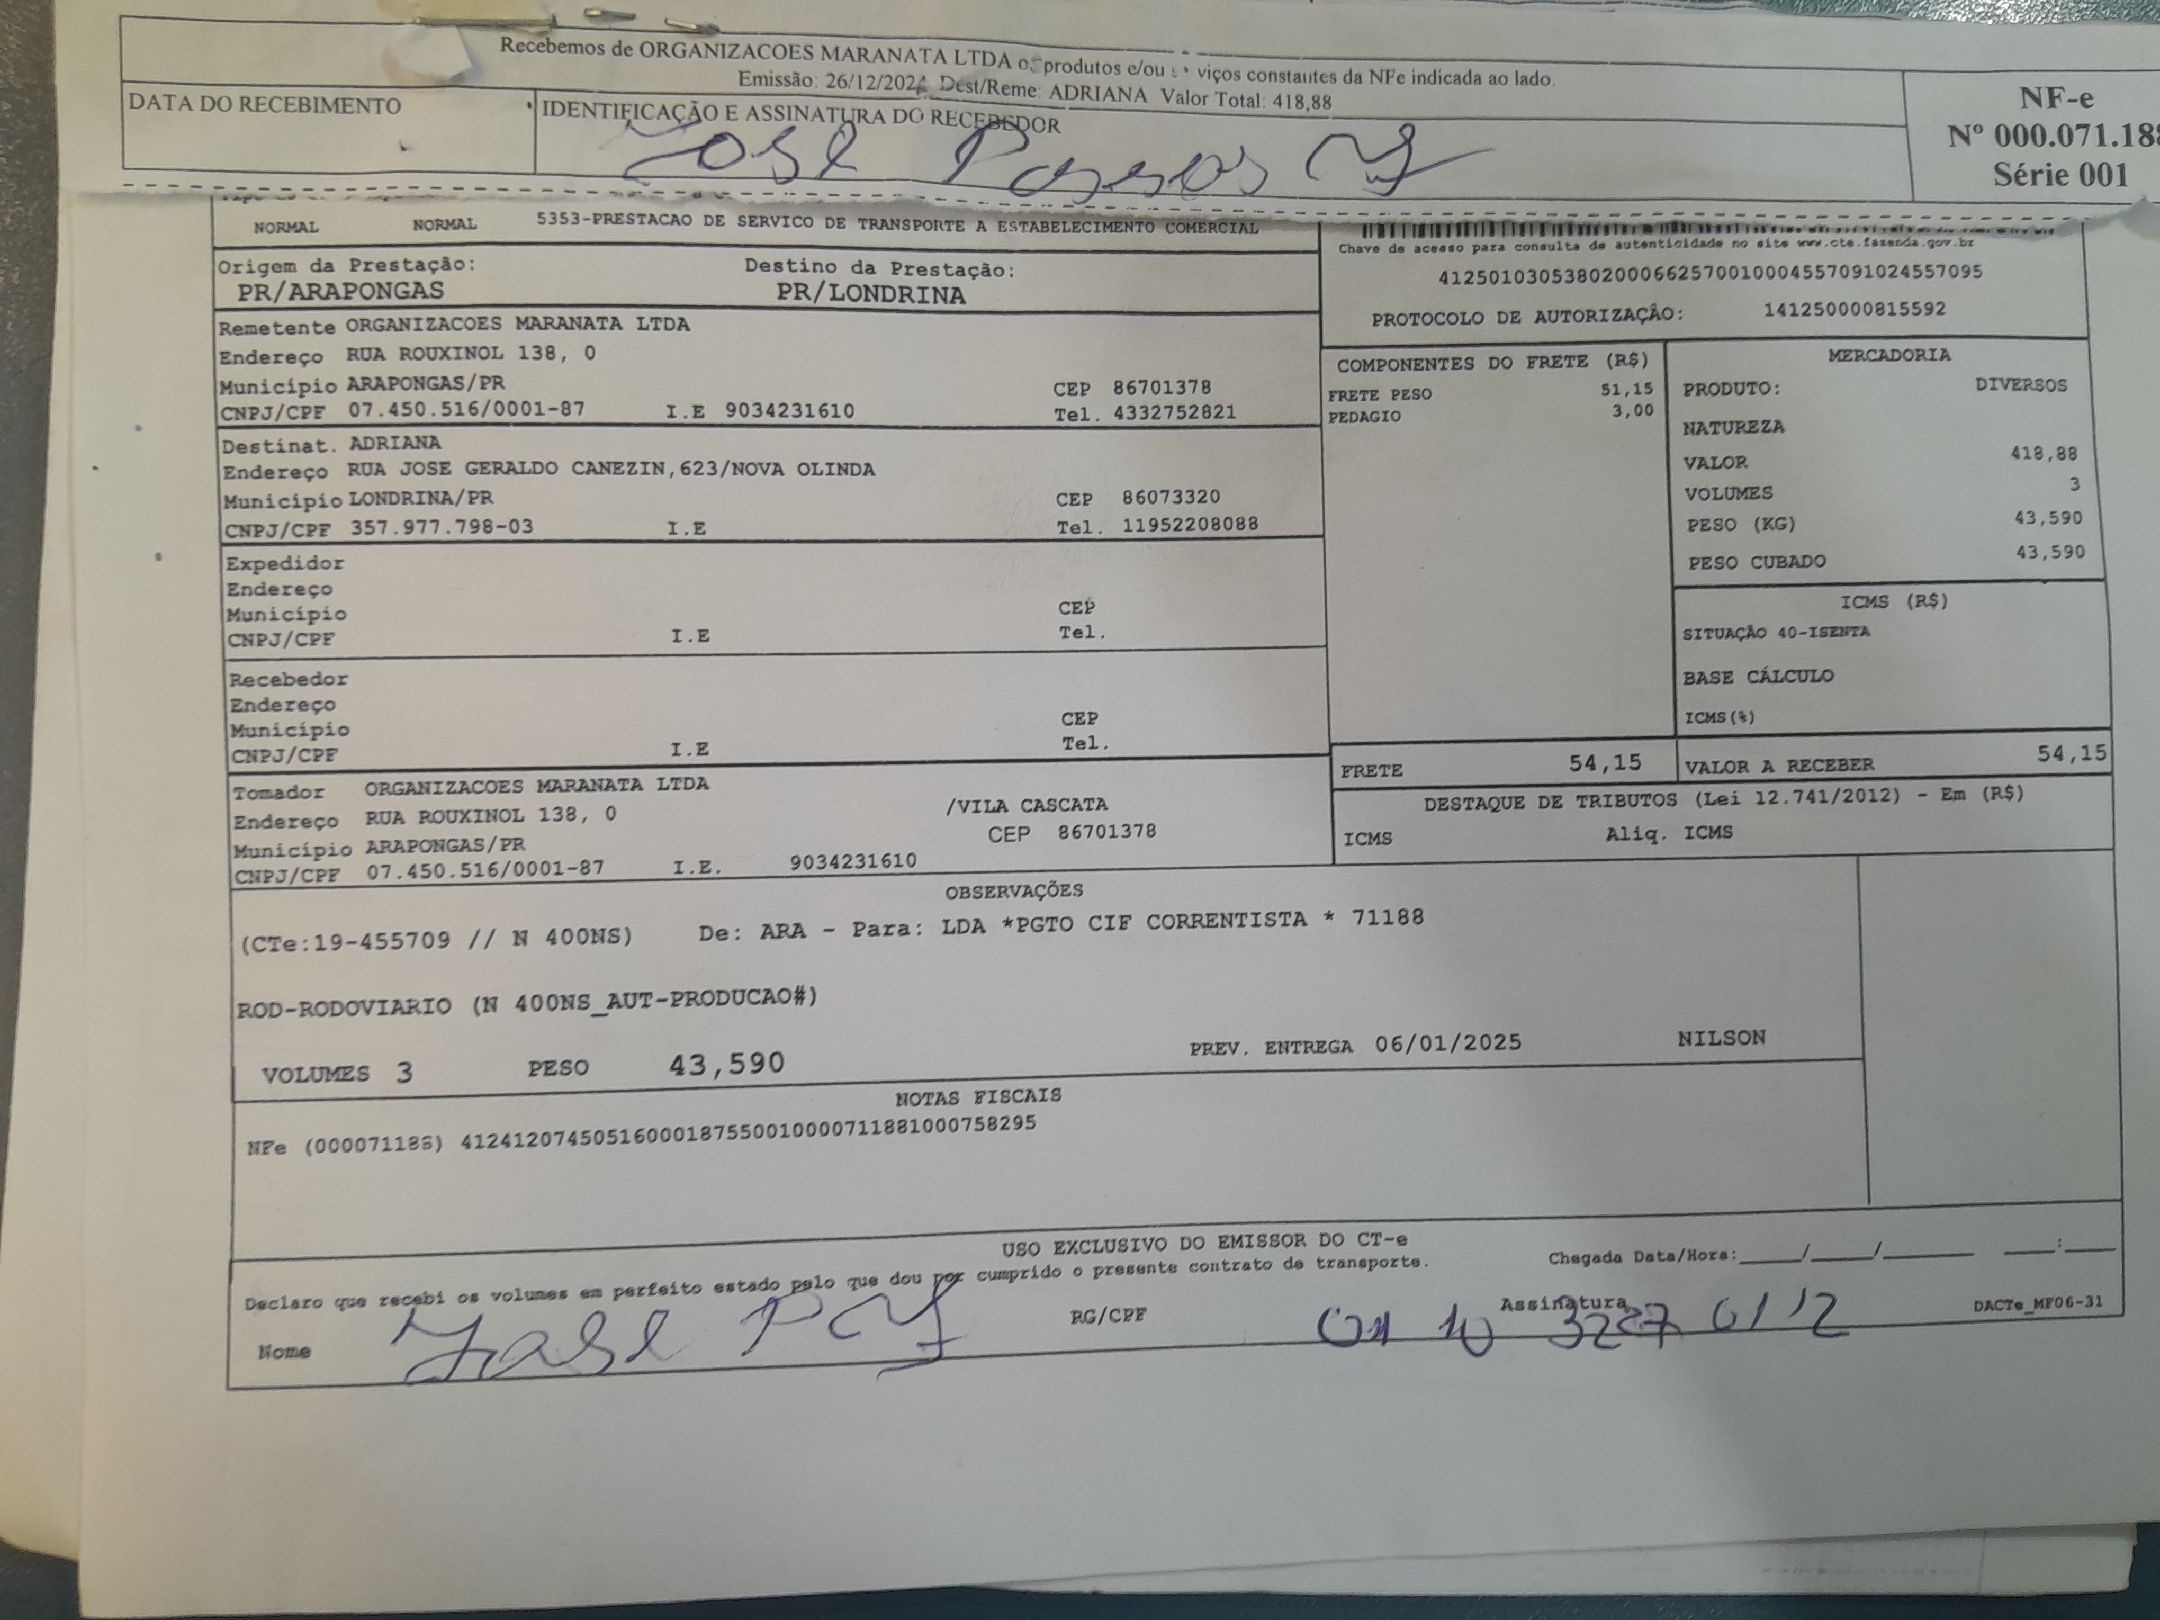 Recebemos de ORGANIZACOES MARANATA LTDA os produtos e/ou viços constantes da NFe indicada ao lado.
Emissão: 26/12/2024 Dest/Reme: ADRIANA Valor Total: 418,88
DATA DO RECEBIMENTO
IDENTIFICAÇÃO E ASSINATURA DO RECEBEDOR
NF-e
Nº 000.071.188
Série 001
Jose Passos
NORMAL NORMAL 5353-PRESTACAO DE SERVICO DE TRANSPORTE A ESTABELECIMENTO COMERCIAL
Chave de acesso para consulta de autenticidade no site www.cte.fazenda.gov.br
41250103053802000662570010004557091024557095
PROTOCOLO DE AUTORIZAÇÃO: 141250000815592
Origem da Prestação: Destino da Prestação:
PR/ARAPONGAS PR/LONDRINA
Remetente ORGANIZACOES MARANATA LTDA
Endereço RUA ROUXINOL 138, 0
Município ARAPONGAS/PR CEP 86701378
CNPJ/CPF 07.450.516/0001-87 I.E 9034231610 Tel. 4332752821
Destinat. ADRIANA
Endereço RUA JOSE GERALDO CANEZIN,623/NOVA OLINDA
Município LONDRINA/PR CEP 86073320
CNPJ/CPF 357.977.798-03 I.E Tel. 11952208088
Expedidor
Endereço
Município CEP
CNPJ/CPF I.E Tel.
Recebedor
Endereço
Município CEP
CNPJ/CPF I.E Tel.
Tomador ORGANIZACOES MARANATA LTDA
Endereço RUA ROUXINOL 138, 0 /VILA CASCATA
Município ARAPONGAS/PR CEP 86701378
CNPJ/CPF 07.450.516/0001-87 I.E. 9034231610
COMPONENTES DO FRETE (R$)
FRETE PESO 51,15
PEDAGIO 3,00
MERCADORIA
PRODUTO: DIVERSOS
NATUREZA
VALOR 418,88
VOLUMES 3
PESO (KG) 43,590
PESO CUBADO 43,590
ICMS (R$)
SITUAÇÃO 40-ISENTA
BASE CÁLCULO
ICMS(%)
FRETE 54,15 VALOR A RECEBER 54,15
DESTAQUE DE TRIBUTOS (Lei 12.741/2012) - Em (R$)
ICMS Aliq. ICMS
OBSERVAÇÕES
(CTe:19-455709 // N 400NS) De: ARA - Para: LDA *PGTO CIF CORRENTISTA * 71188
ROD-RODOVIARIO (N 400NS_AUT-PRODUCAO#)
VOLUMES 3 PESO 43,590 PREV. ENTREGA 06/01/2025 NILSON
NOTAS FISCAIS
NFe (000071188) 41241207450516000187550010000711881000758295
USO EXCLUSIVO DO EMISSOR DO CT-e
Declaro que recebi os volumes em perfeito estado pelo que dou por cumprido o presente contrato de transporte.
Chegada Data/Hora:____/____/______ ___:___
Nome Jose RG/CPF Assinatura DACTe_MF06-31